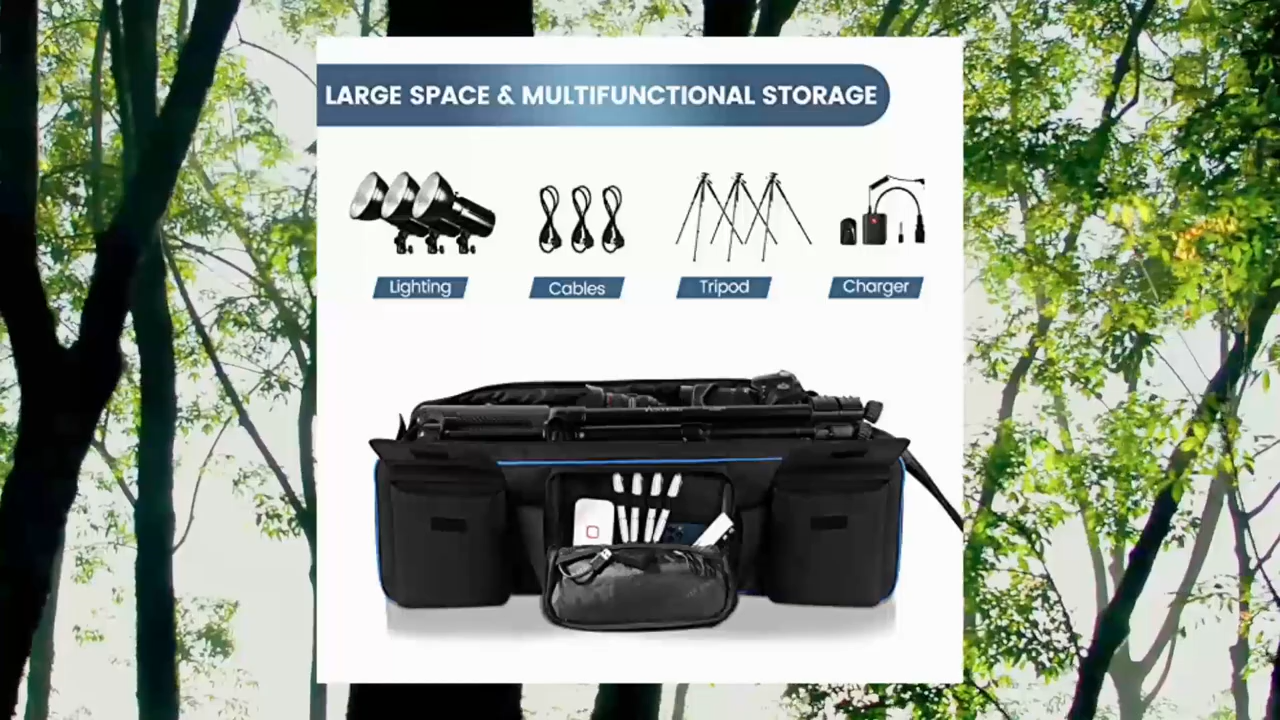 LARGE SPACE & MULTIFUNCTIONAL STORAGE
Lighting
Cables
Tripod
Charger